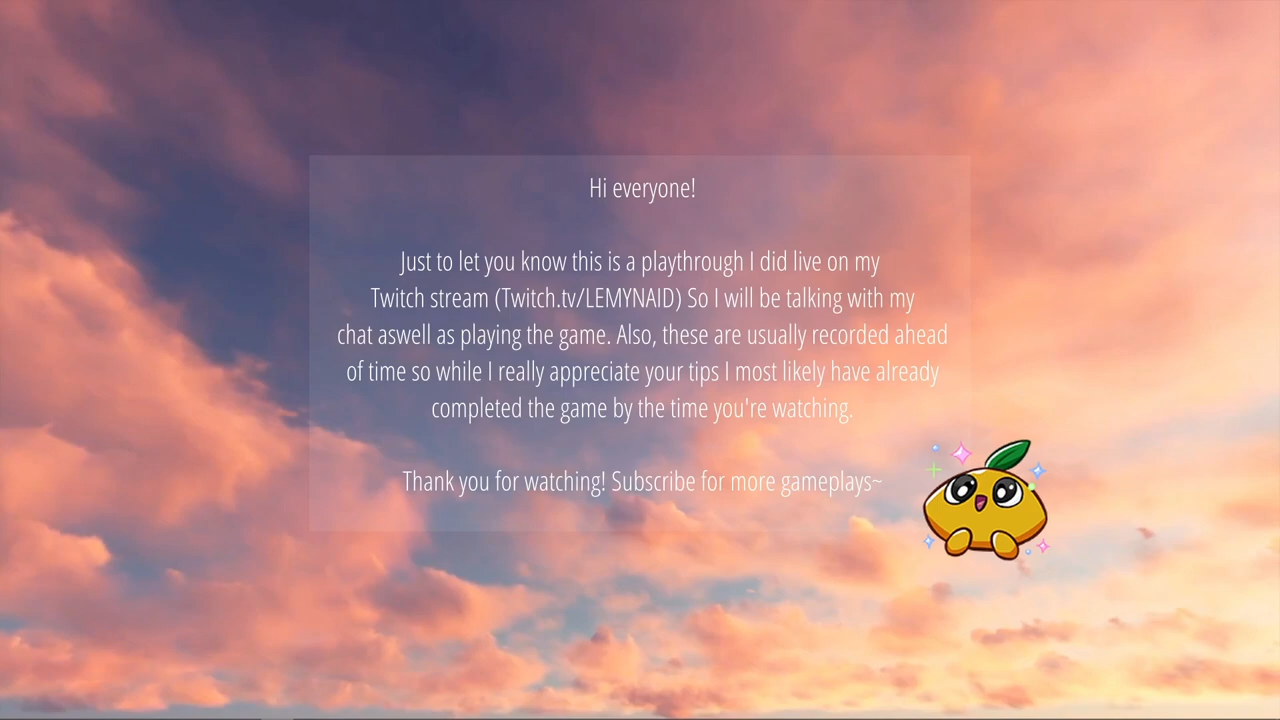 Hi everyone!
Just to let you know this is a playthrough I did live on my
Twitch stream (Twitch.tv/LEMYNAID) So I will be talking with my
chat aswell as playing the game. Also, these are usually recorded ahead
of time so while I really appreciate your tips I most likely have already
completed the game by the time you're watching.
Thank you for watching! Subscribe for more gameplays~